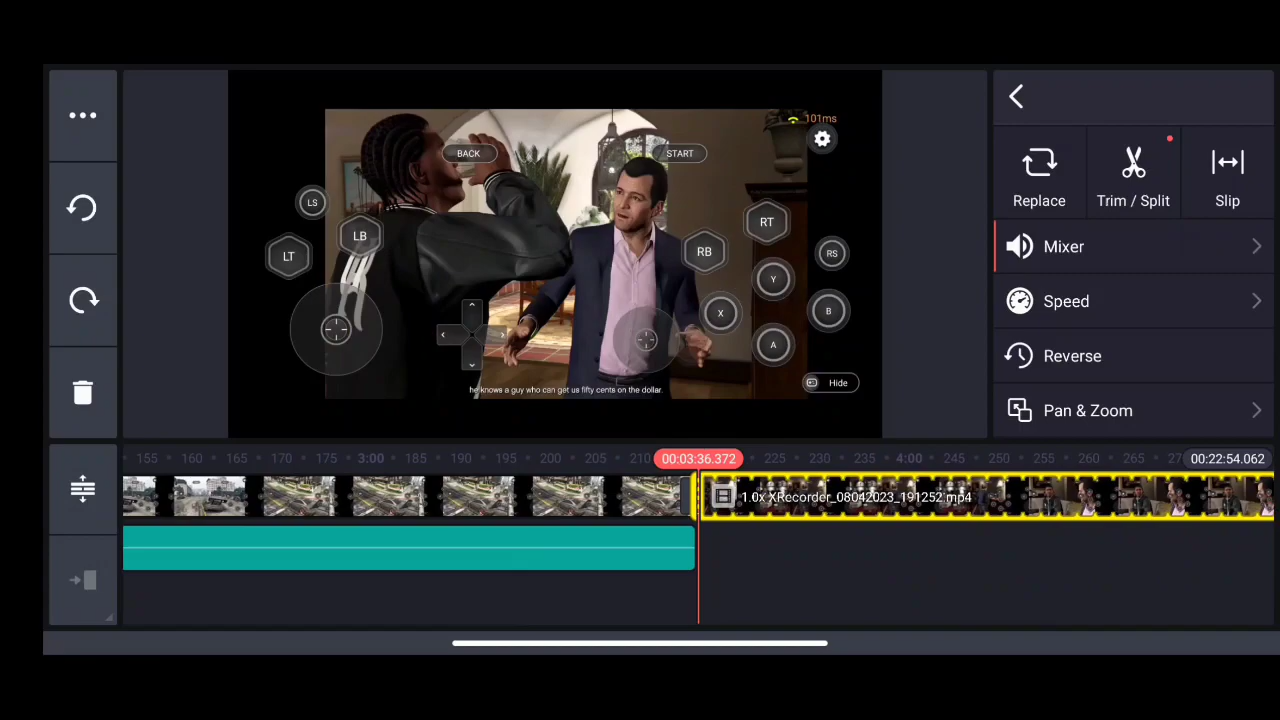 101ms
BACK
START
LS
LB
LT
RT
RB
RS
Y
X
B
A
Hide
he knows a guy who can get us fifty cents on the dollar.
Replace
Trim / Split
Slip
Mixer
Speed
Reverse
Pan & Zoom
155 160 165 170 175 3:00 185 190 195 200 205 210 00:03:36.372 225 230 235 4:00 245 250 255 260 265 27 00:22:54.062
1.0x XRecorder_08042023_191252.mp4